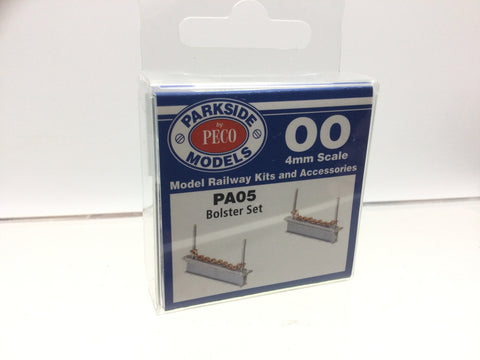 PARKSIDE
by
PECO
MODELS
OO
4mm Scale
Model Railway Kits and Accessories
PA05
Bolster Set